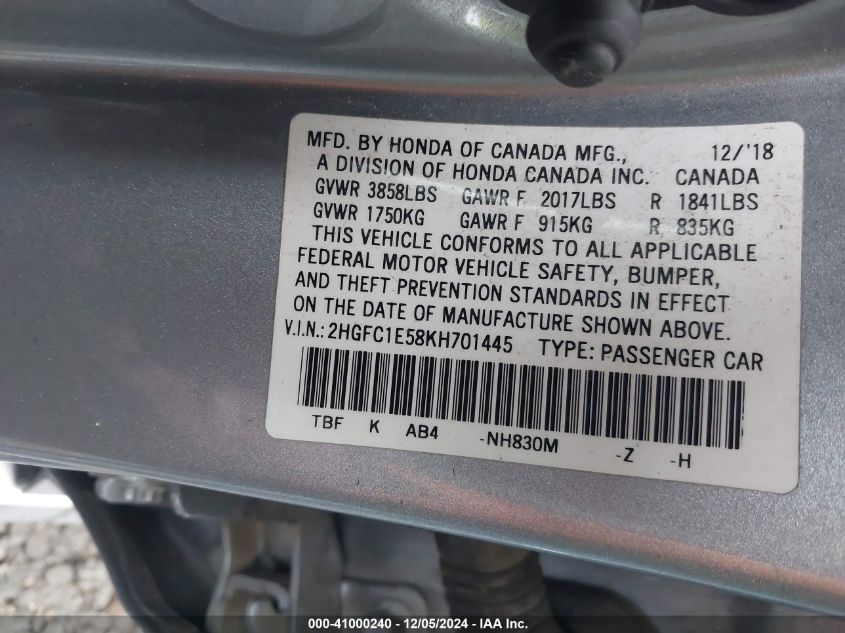 MFD. BY HONDA OF CANADA MFG., 12/'18
A DIVISION OF HONDA CANADA INC. CANADA
GVWR 3858LBS GAWR F 2017LBS R 1841LBS
GVWR 1750KG GAWR F 915KG R 835KG
THIS VEHICLE CONFORMS TO ALL APPLICABLE
FEDERAL MOTOR VEHICLE SAFETY, BUMPER,
AND THEFT PREVENTION STANDARDS IN EFFECT
ON THE DATE OF MANUFACTURE SHOWN ABOVE.
V.I.N.: 2HGFC1E58KH701445 TYPE: PASSENGER CAR
TBF K AB4 -NH830M -Z -H
000-41000240 - 12/05/2024 - IAA Inc.